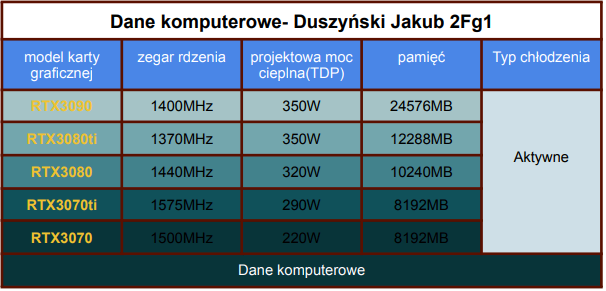 Dane komputerowe- Duszyński Jakub 2Fg1
model karty graficznej zegar rdzenia projektowa moc cieplna(TDP) pamięć Typ chłodzenia
RTX3090 1400MHz 350W 24576MB Aktywne
RTX3080ti 1370MHz 350W 12288MB
RTX3080 1440MHz 320W 10240MB
RTX3070ti 1575MHz 290W 8192MB
RTX3070 1500MHz 220W 8192MB
Dane komputerowe